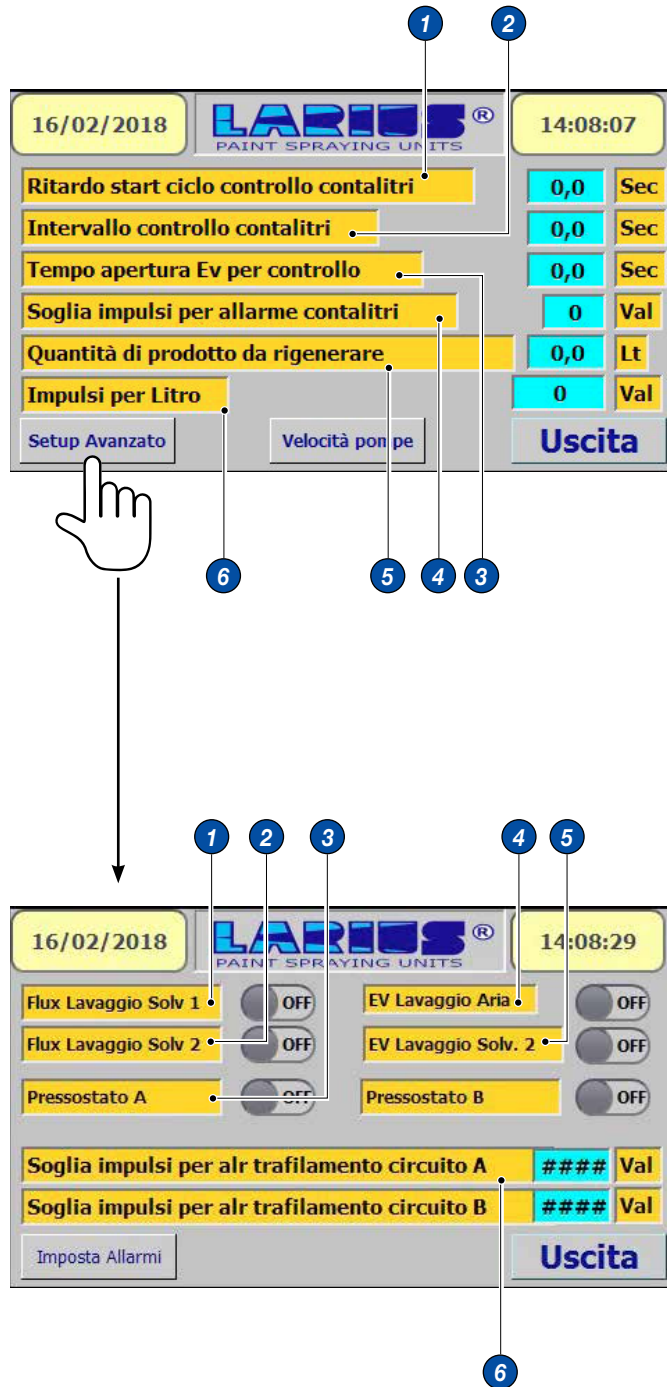 1 2
16/02/2018 LARIUS ® 14:08:07
PAINT SPRAYING UNITS
Ritardo start ciclo controllo contalitri 0,0 Sec
Intervallo controllo contalitri 0,0 Sec
Tempo apertura Ev per controllo 0,0 Sec
Soglia impulsi per allarme contalitri 0 Val
Quantità di prodotto da rigenerare 0,0 Lt
Impulsi per Litro 0 Val
Setup Avanzato Velocità pompe Uscita
6 5 4 3
1 2 3 4 5
16/02/2018 LARIUS ® 14:08:29
PAINT SPRAYING UNITS
Flux Lavaggio Solv 1 OFF EV Lavaggio Aria OFF
Flux Lavaggio Solv 2 OFF EV Lavaggio Solv. 2 OFF
Pressostato A OFF Pressostato B OFF
Soglia impulsi per alr trafilamento circuito A #### Val
Soglia impulsi per alr trafilamento circuito B #### Val
Imposta Allarmi Uscita
6